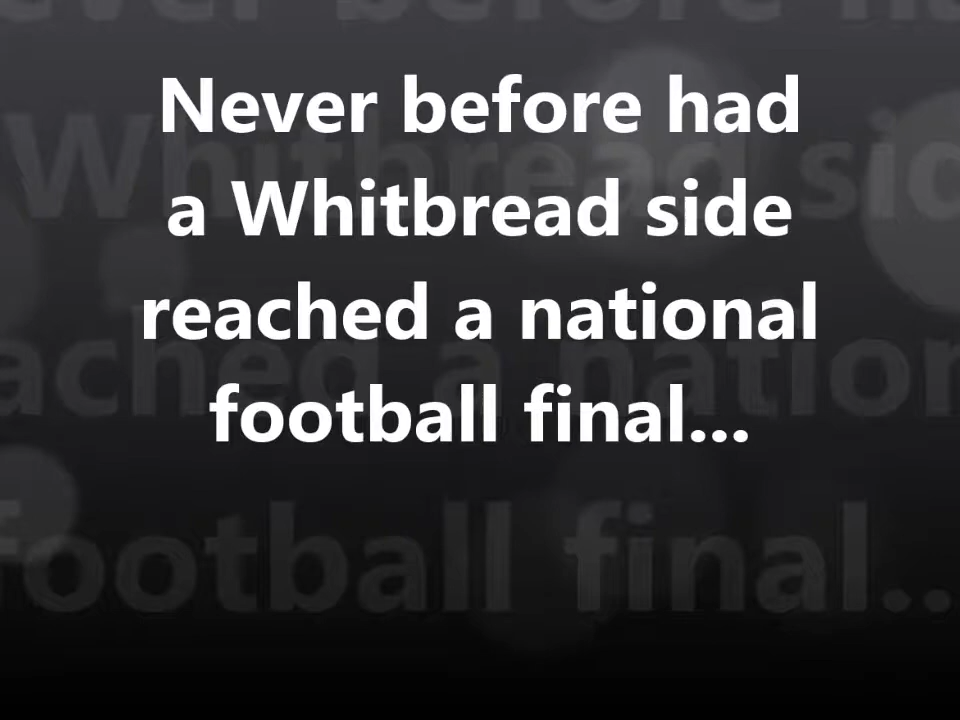 Never before had
a Whitbread side
reached a national
football final...